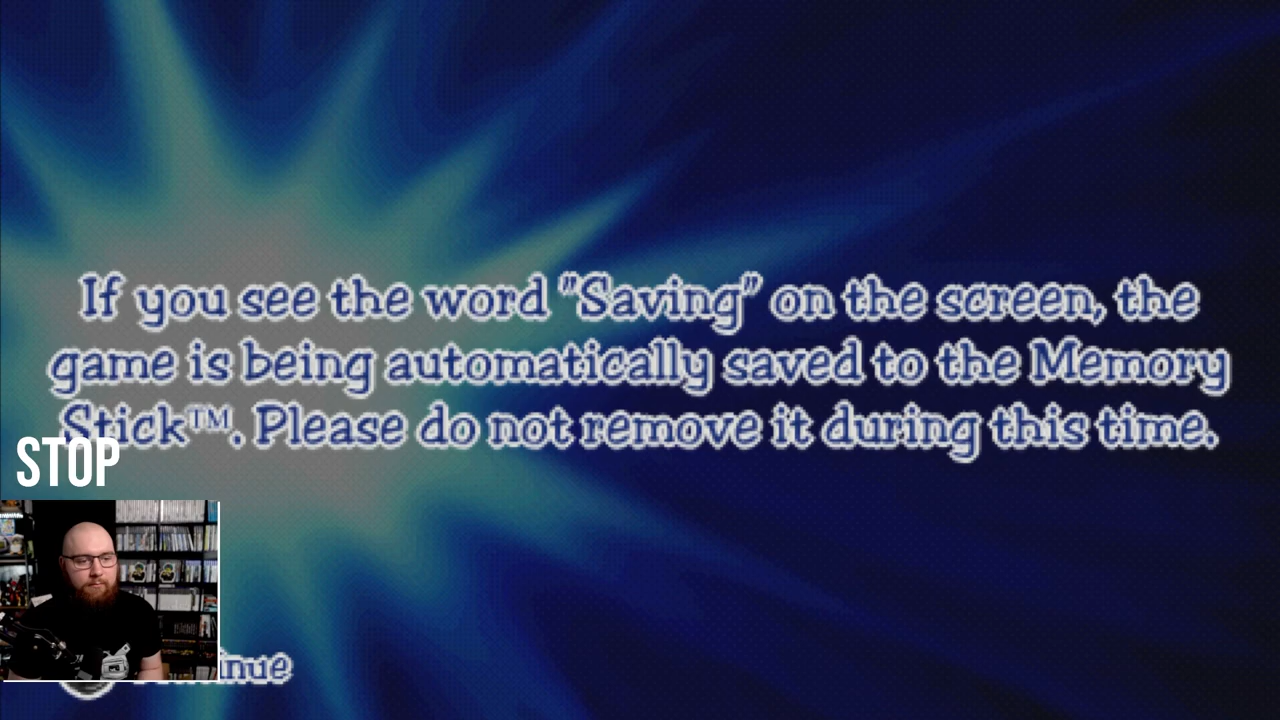 If you see the word "Saving" on the screen, the
game is being automatically saved to the Memory
Stick™. Please do not remove it during this time.
STOP